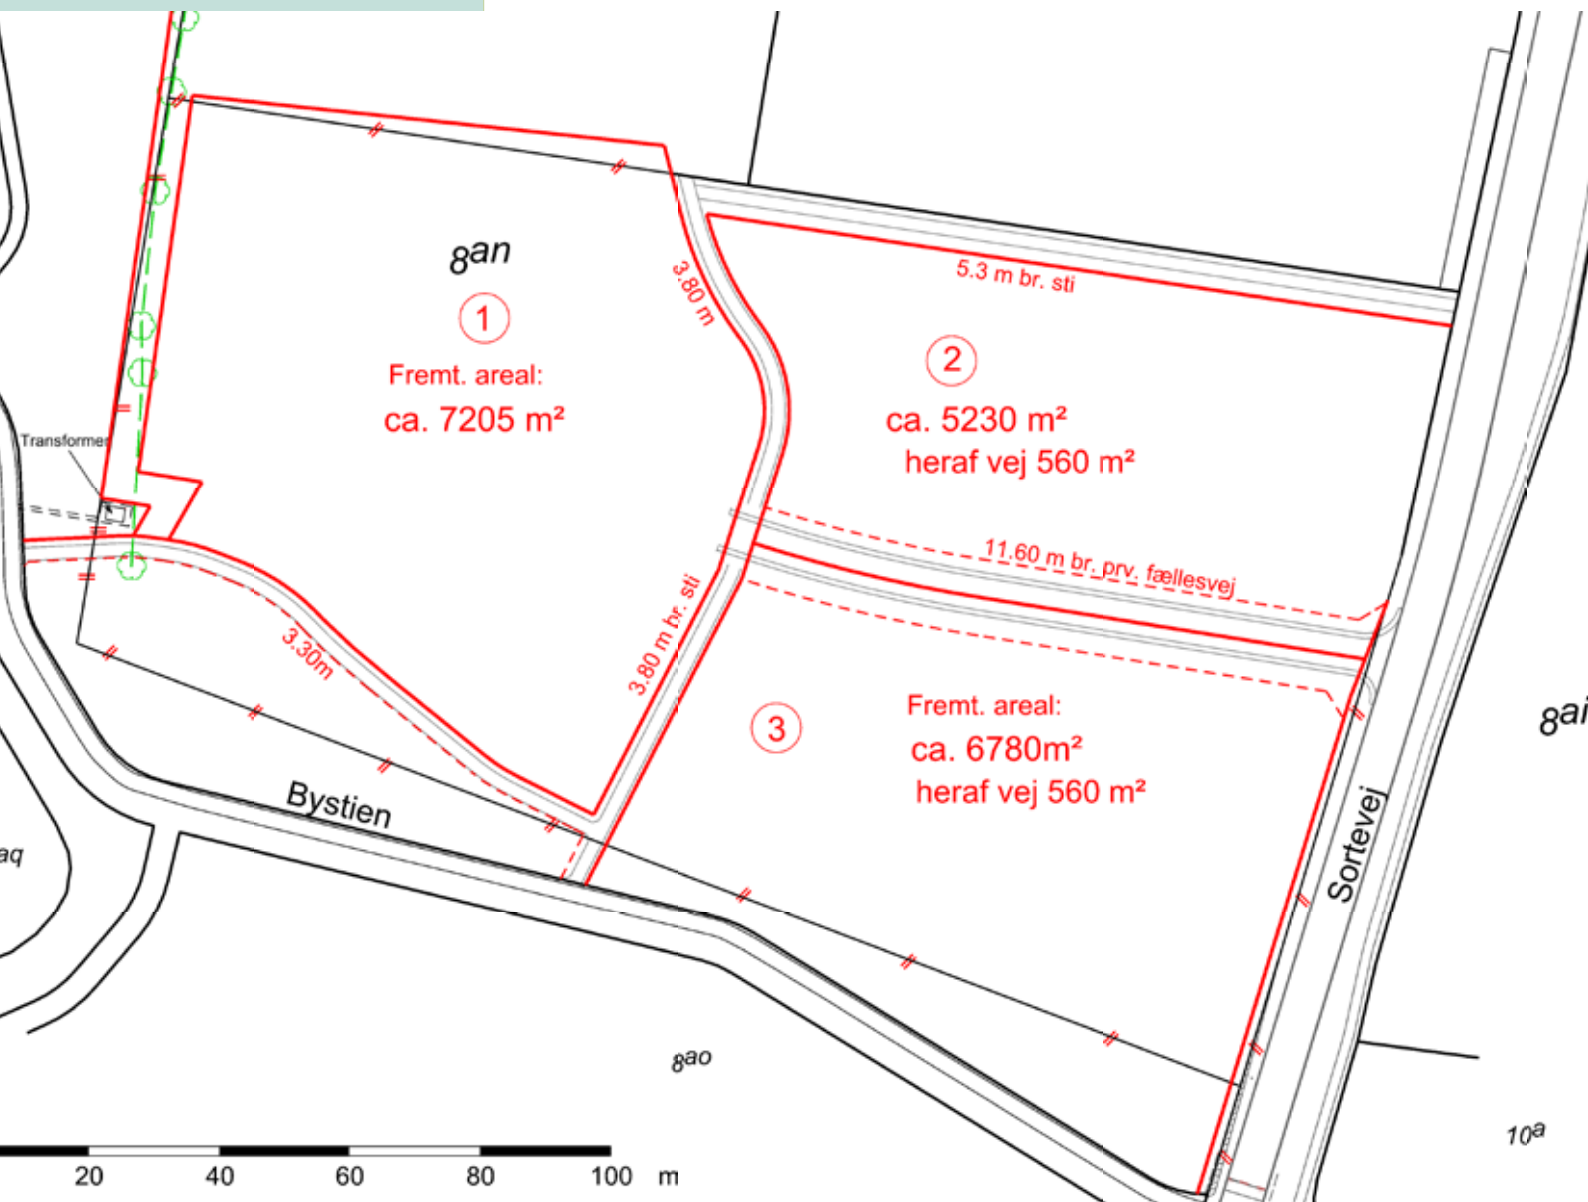 8an
1
Fremt. areal:
ca. 7205 m²
3.80 m
5.3 m br. sti
2
ca. 5230 m²
heraf vej 560 m²
Transformer
11.60 m br. prv. fællesvej
3.30m
3.80 m br. sti
3
Fremt. areal:
ca. 6780m²
heraf vej 560 m²
8ai
Bystien
Sortevej
aq
8ao
10a
20 40 60 80 100 m